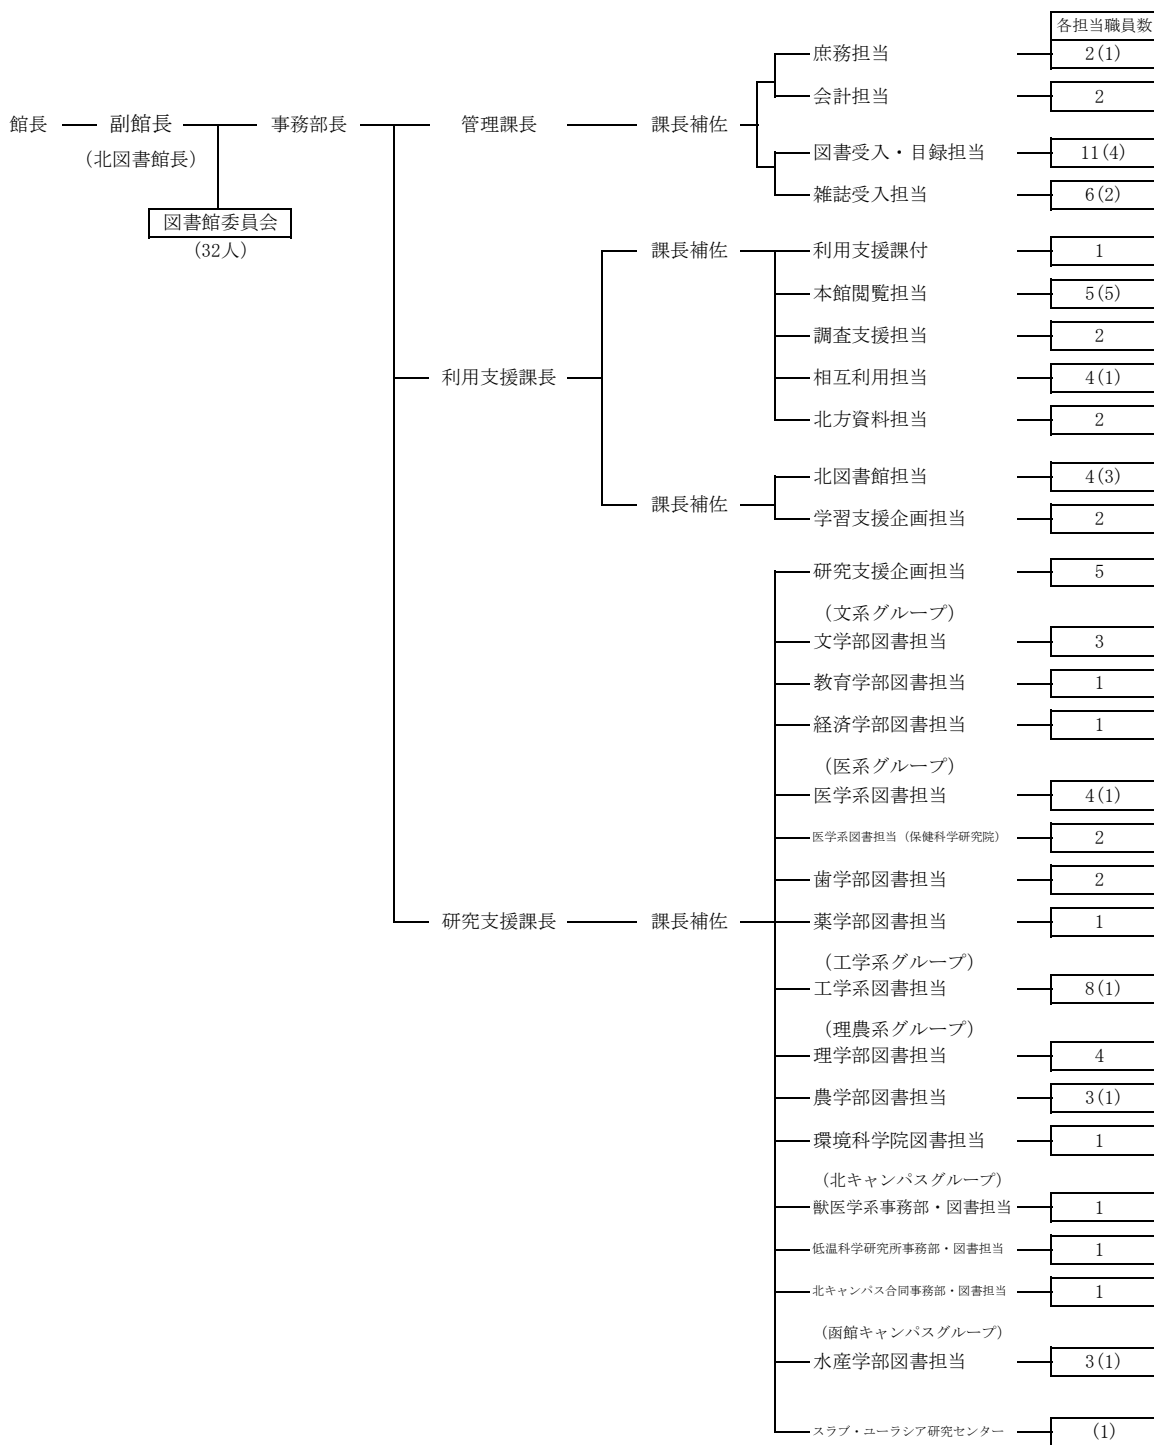 各担当職員数
庶務担当 2(1)
会計担当 2
館長 副館長 事務部長 管理課長 課長補佐
(北図書館長)
図書受入・目録担当 11(4)
雑誌受入担当 6(2)
図書館委員会
(32人)
課長補佐 利用支援課付 1
本館閲覧担当 5(5)
調査支援担当 2
利用支援課長 相互利用担当 4(1)
北方資料担当 2
北図書館担当 4(3)
課長補佐
学習支援企画担当 2
研究支援企画担当 5
(文系グループ)
文学部図書担当 3
教育学部図書担当 1
経済学部図書担当 1
(医系グループ)
医学系図書担当 4(1)
医学系図書担当(保健科学研究院) 2
歯学部図書担当 2
研究支援課長 課長補佐 薬学部図書担当 1
(工学系グループ)
工学系図書担当 8(1)
(理農系グループ)
理学部図書担当 4
農学部図書担当 3(1)
環境科学院図書担当 1
(北キャンパスグループ)
獣医学系事務部・図書担当 1
低温科学研究所事務部・図書担当 1
北キャンパス合同事務部・図書担当 1
(函館キャンパスグループ)
水産学部図書担当 3(1)
スラブ・ユーラシア研究センター (1)